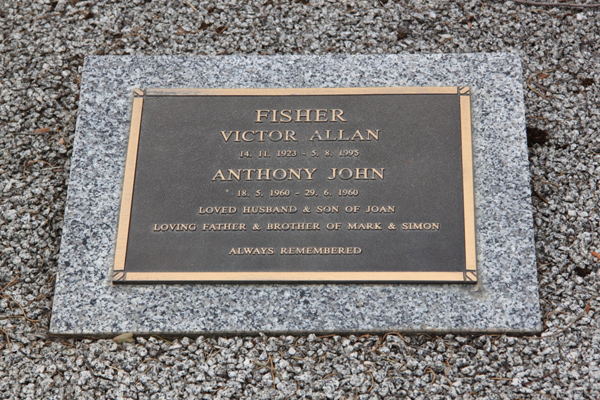 FISHER
VICTOR ALLAN
14. 11. 1923 - 5. 8. 1995
ANTHONY JOHN
* 18. 5. 1960 - 29. 6. 1960
LOVED HUSBAND & SON OF JOAN
LOVING FATHER & BROTHER OF MARK & SIMON
ALWAYS REMEMBERED